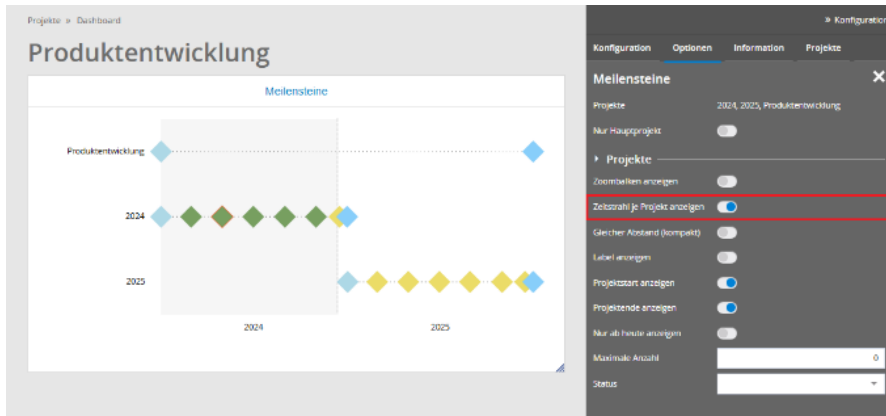 Projekte » Dashboard
Produktentwicklung
Meilensteine
Produktentwicklung
2024
2025
2024
2025
» Konfiguration
Konfiguration Optionen Information Projekte
Meilensteine
Projekte 2024, 2025, Produktentwicklung
Nur Hauptprojekt
Projekte
Zoombalken anzeigen
Zeitstrahl je Projekt anzeigen
Gleicher Abstand (kompakt)
Label anzeigen
Projektstart anzeigen
Projektende anzeigen
Nur ab heute anzeigen
Maximale Anzahl 0
Status